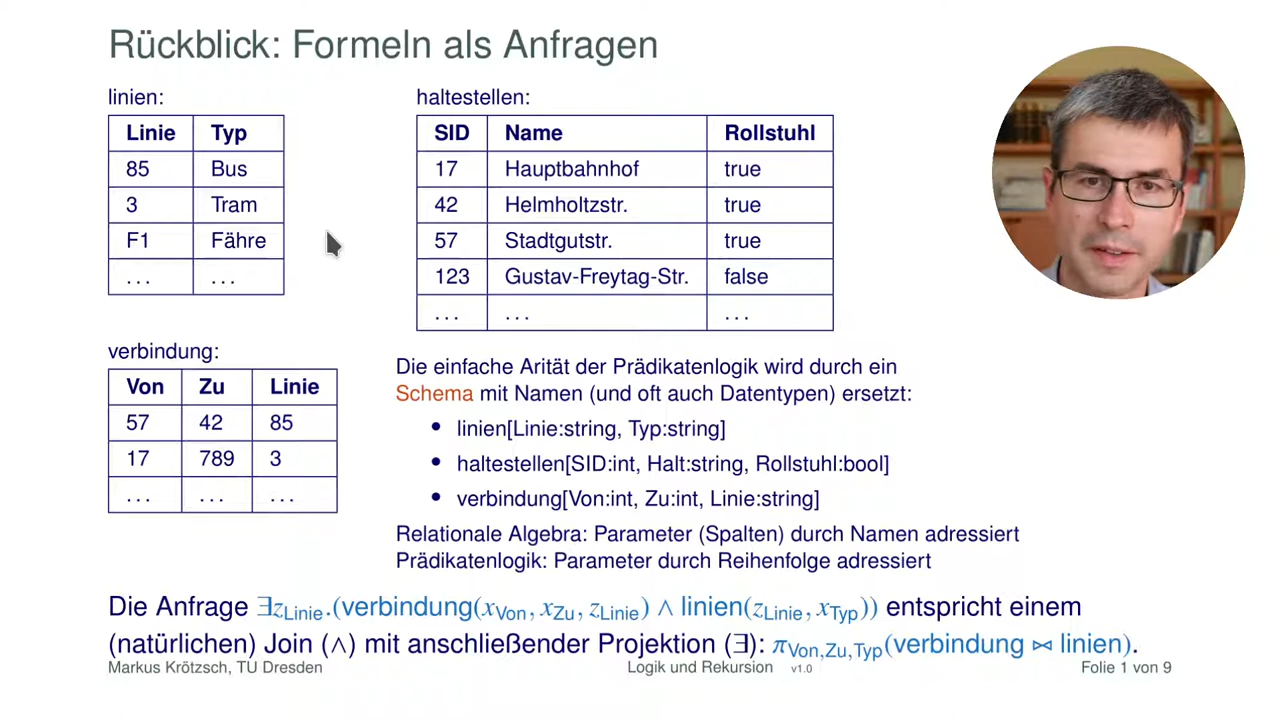 Rückblick: Formeln als Anfragen
linien:
Linie Typ
85 Bus
3 Tram
F1 Fähre
... ...
haltestellen:
SID Name Rollstuhl
17 Hauptbahnhof true
42 Helmholtzstr. true
57 Stadtgutstr. true
123 Gustav-Freytag-Str. false
... ... ...
verbindung:
Von Zu Linie
57 42 85
17 789 3
... ... ...
Die einfache Arität der Prädikatenlogik wird durch ein
Schema mit Namen (und oft auch Datentypen) ersetzt:
• linien[Linie:string, Typ:string]
• haltestellen[SID:int, Halt:string, Rollstuhl:bool]
• verbindung[Von:int, Zu:int, Linie:string]
Relationale Algebra: Parameter (Spalten) durch Namen adressiert
Prädikatenlogik: Parameter durch Reihenfolge adressiert
Die Anfrage ∃z_Linie.(verbindung(x_Von, x_Zu, z_Linie) ∧ linien(z_Linie, x_Typ)) entspricht einem
(natürlichen) Join (∧) mit anschließender Projektion (∃): π_Von,Zu,Typ(verbindung ⋈ linien).
Markus Krötzsch, TU Dresden Logik und Rekursion v1.0 Folie 1 von 9